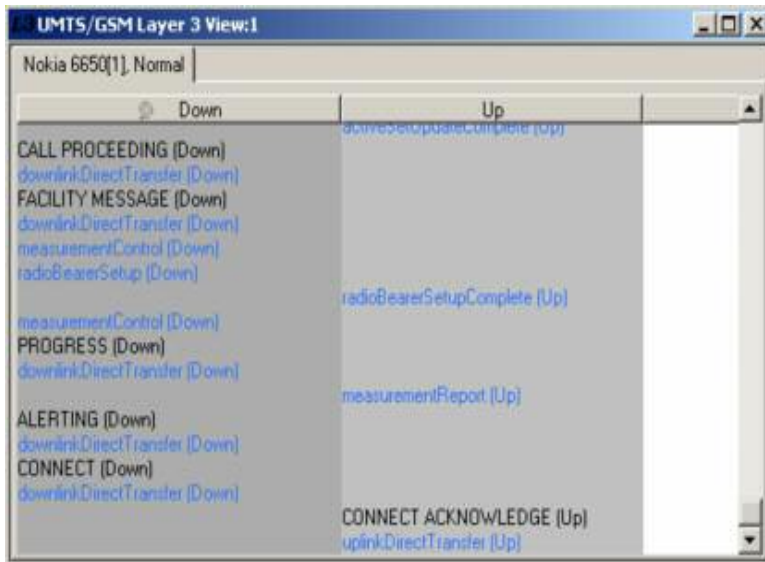 UMTS/GSM Layer 3 View:1
Nokia 6650[1], Normal
Down Up
activeSetUpdateComplete (Up)
CALL PROCEEDING (Down)
downlinkDirectTransfer (Down)
FACILITY MESSAGE (Down)
downlinkDirectTransfer (Down)
measurementControl (Down)
radioBearerSetup (Down)
radioBearerSetupComplete (Up)
measurementControl (Down)
PROGRESS (Down)
downlinkDirectTransfer (Down)
measurementReport (Up)
ALERTING (Down)
downlinkDirectTransfer (Down)
CONNECT (Down)
downlinkDirectTransfer (Down)
CONNECT ACKNOWLEDGE (Up)
uplinkDirectTransfer (Up)